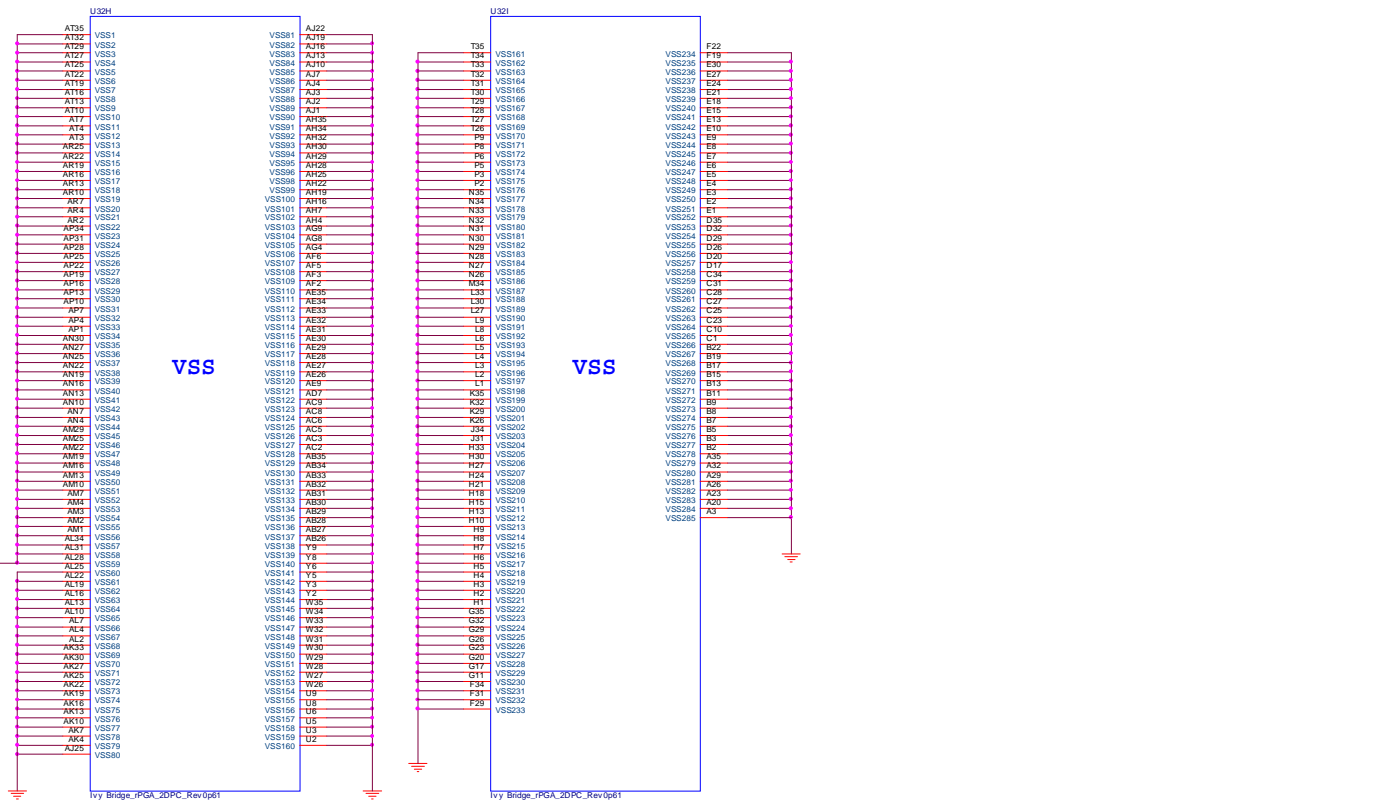 U32H
AT35 VSS1
AT32 VSS2
AT29 VSS3
AT27 VSS4
AT25 VSS5
AT22 VSS6
AT19 VSS7
AT16 VSS8
AT13 VSS9
AT10 VSS10
AT7 VSS11
AT4 VSS12
AT3 VSS13
AR25 VSS14
AR22 VSS15
AR19 VSS16
AR16 VSS17
AR13 VSS18
AR10 VSS19
AR7 VSS20
AR4 VSS21
AR2 VSS22
AP34 VSS23
AP31 VSS24
AP28 VSS25
AP25 VSS26
AP22 VSS27
AP19 VSS28
AP16 VSS29
AP13 VSS30
AP10 VSS31
AP7 VSS32
AP4 VSS33
AP1 VSS34
AN30 VSS35
AN27 VSS36
AN25 VSS37
AN22 VSS38
AN19 VSS39
AN16 VSS40
AN13 VSS41
AN10 VSS42
AN7 VSS43
AN4 VSS44
AM29 VSS45
AM25 VSS46
AM22 VSS47
AM19 VSS48
AM16 VSS49
AM13 VSS50
AM10 VSS51
AM7 VSS52
AM4 VSS53
AM3 VSS54
AM2 VSS55
AM1 VSS56
AL34 VSS57
AL31 VSS58
AL28 VSS59
AL25 VSS60
AL22 VSS61
AL19 VSS62
AL16 VSS63
AL13 VSS64
AL10 VSS65
AL7 VSS66
AL4 VSS67
AL2 VSS68
AK33 VSS69
AK30 VSS70
AK27 VSS71
AK25 VSS72
AK22 VSS73
AK19 VSS74
AK16 VSS75
AK13 VSS76
AK10 VSS77
AK7 VSS78
AK4 VSS79
AJ25 VSS80
VSS
VSS81 AJ22
VSS82 AJ19
VSS83 AJ16
VSS84 AJ13
VSS85 AJ10
VSS86 AJ7
VSS87 AJ4
VSS88 AJ3
VSS89 AJ2
VSS90 AJ1
VSS91 AH35
VSS92 AH34
VSS93 AH32
VSS94 AH30
VSS95 AH29
VSS96 AH28
VSS98 AH25
VSS99 AH22
VSS100 AH19
VSS101 AH16
VSS102 AH7
VSS103 AH4
VSS104 AG9
VSS105 AG8
VSS106 AG4
VSS107 AF6
VSS108 AF5
VSS109 AF3
VSS110 AF2
VSS111 AE35
VSS112 AE34
VSS113 AE33
VSS114 AE32
VSS115 AE31
VSS116 AE30
VSS117 AE29
VSS118 AE28
VSS119 AE27
VSS120 AE26
VSS121 AE9
VSS122 AD7
VSS123 AC9
VSS124 AC8
VSS125 AC6
VSS126 AC5
VSS127 AC3
VSS128 AC2
VSS129 AB35
VSS130 AB34
VSS131 AB33
VSS132 AB32
VSS133 AB31
VSS134 AB30
VSS135 AB29
VSS136 AB28
VSS137 AB27
VSS138 AB26
VSS139 Y9
VSS140 Y8
VSS141 Y6
VSS142 Y5
VSS143 Y3
VSS144 Y2
VSS145 W35
VSS146 W34
VSS147 W33
VSS148 W32
VSS149 W31
VSS150 W30
VSS151 W29
VSS152 W28
VSS153 W27
VSS154 W26
VSS155 U9
VSS156 U8
VSS157 U6
VSS158 U5
VSS159 U3
VSS160 U2
Ivy Bridge_rPGA_2DPC_Rev0p61
U32I
T35 VSS161
T34 VSS162
T33 VSS163
T32 VSS164
T31 VSS165
T30 VSS166
T29 VSS167
T28 VSS168
T27 VSS169
T26 VSS170
P9 VSS171
P8 VSS172
P6 VSS173
P5 VSS174
P3 VSS175
P2 VSS176
N35 VSS177
N34 VSS178
N33 VSS179
N32 VSS180
N31 VSS181
N30 VSS182
N29 VSS183
N28 VSS184
N27 VSS185
N26 VSS186
M34 VSS187
L33 VSS188
L30 VSS189
L27 VSS190
L9 VSS191
L8 VSS192
L6 VSS193
L5 VSS194
L4 VSS195
L3 VSS196
L2 VSS197
L1 VSS198
K35 VSS199
K32 VSS200
K29 VSS201
K26 VSS202
J34 VSS203
J31 VSS204
H33 VSS205
H30 VSS206
H27 VSS207
H24 VSS208
H21 VSS209
H18 VSS210
H15 VSS211
H13 VSS212
H10 VSS213
H9 VSS214
H8 VSS215
H7 VSS216
H6 VSS217
H5 VSS218
H4 VSS219
H3 VSS220
H2 VSS221
H1 VSS222
G35 VSS223
G32 VSS224
G29 VSS225
G26 VSS226
G23 VSS227
G20 VSS228
G17 VSS229
G11 VSS230
F34 VSS231
F31 VSS232
F29 VSS233
VSS
VSS234 F22
VSS235 F19
VSS236 E30
VSS237 E27
VSS238 E24
VSS239 E21
VSS240 E18
VSS241 E15
VSS242 E13
VSS243 E10
VSS244 E9
VSS245 E8
VSS246 E7
VSS247 E6
VSS248 E5
VSS249 E4
VSS250 E3
VSS251 E2
VSS252 E1
VSS253 D35
VSS254 D32
VSS255 D29
VSS256 D26
VSS257 D20
VSS258 D17
VSS259 C34
VSS260 C31
VSS261 C28
VSS262 C27
VSS263 C25
VSS264 C23
VSS265 C10
VSS266 C1
VSS267 B22
VSS268 B19
VSS269 B17
VSS270 B15
VSS271 B13
VSS272 B11
VSS273 B9
VSS274 B8
VSS275 B7
VSS276 B5
VSS277 B3
VSS278 B2
VSS279 A35
VSS280 A32
VSS281 A29
VSS282 A26
VSS283 A23
VSS284 A20
VSS285 A3
Ivy Bridge_rPGA_2DPC_Rev0p61